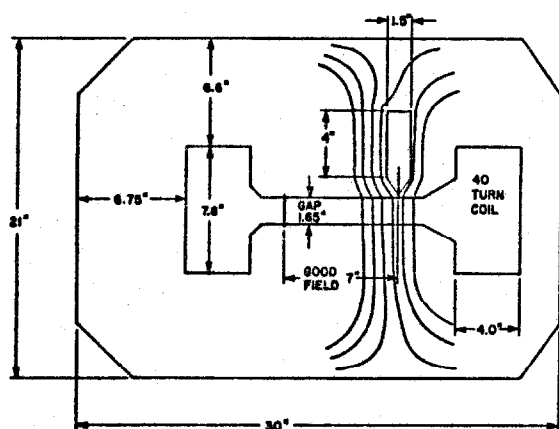 1.5"
6.6"
4"
6.75"
7.8"
GAP
1.65"
40
TURN
COIL
21"
GOOD
FIELD 7"
4.0"
30"